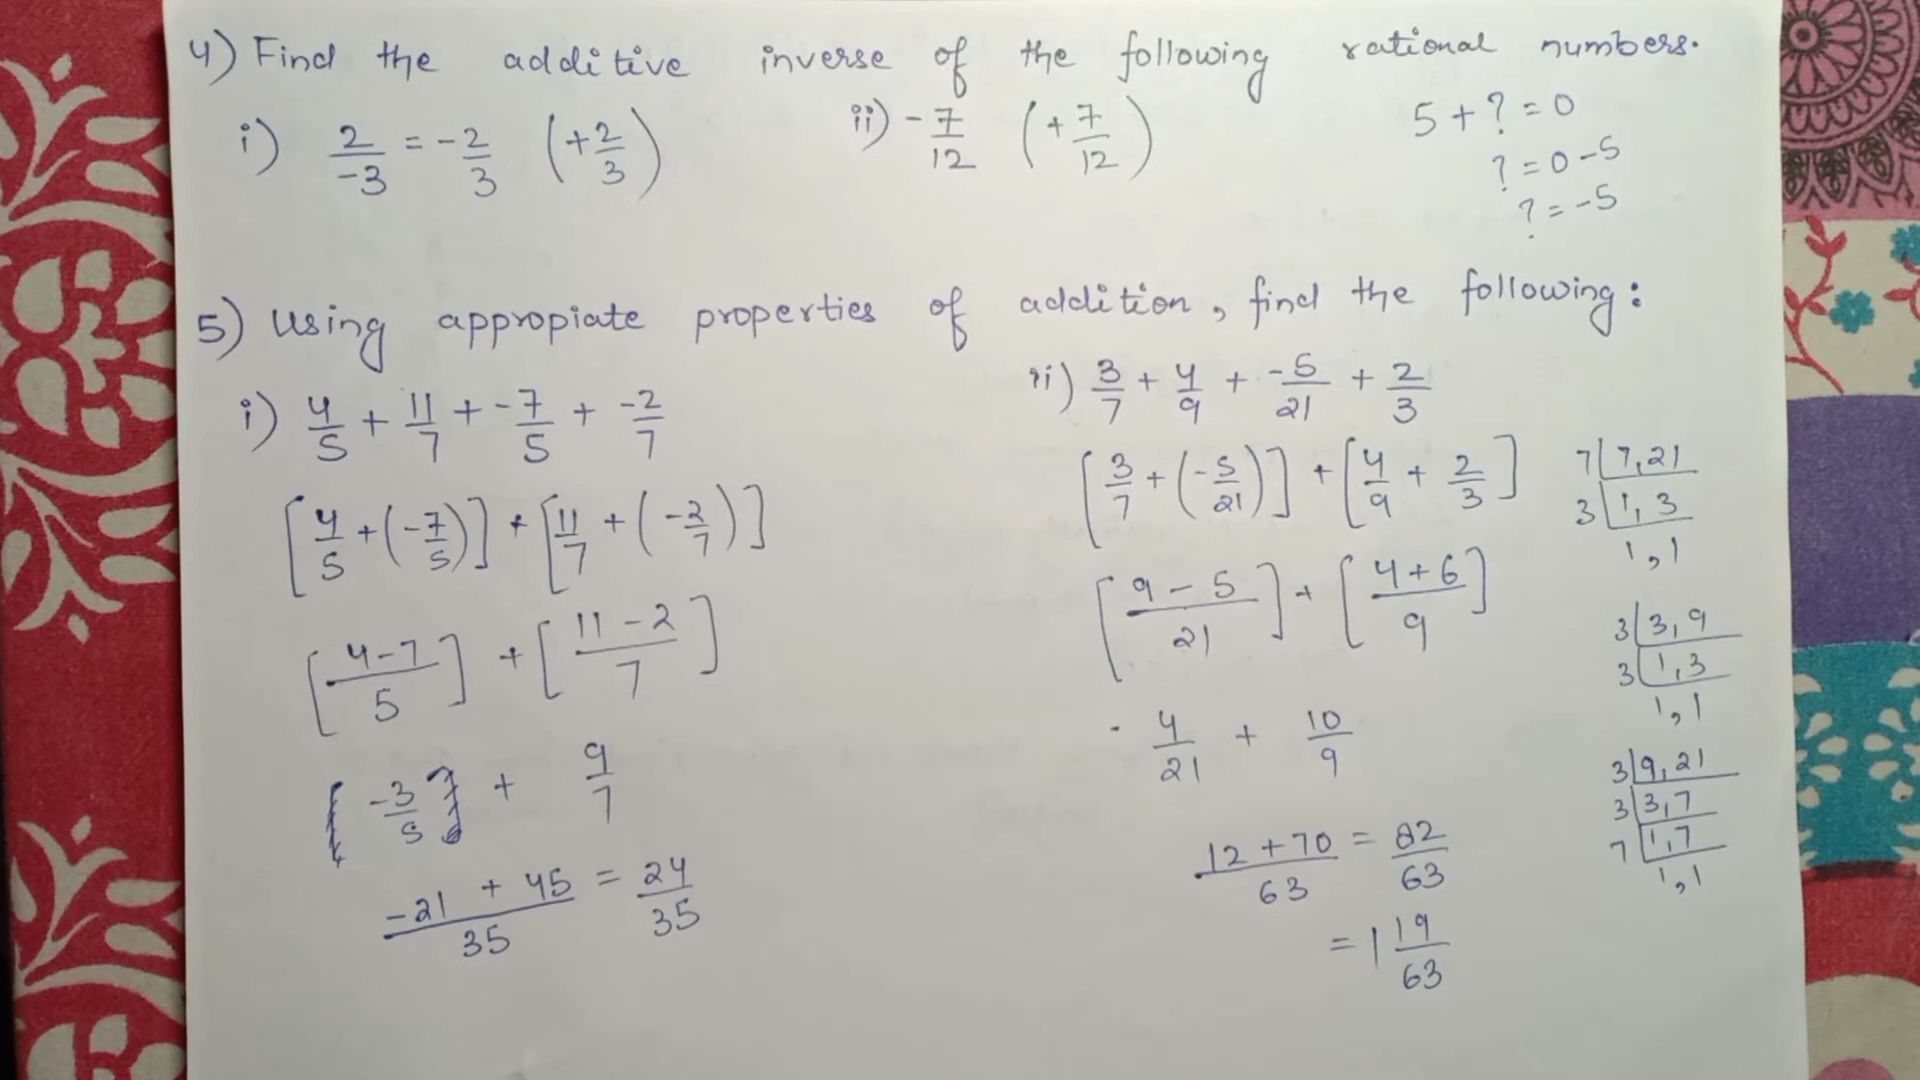 4) Find the additive inverse of the following rational numbers.
i) 2/-3 = -2/3 (+2/3)
ii) -7/12 (+7/12)
5 + ? = 0
? = 0 - 5
? = -5
5) Using appropiate properties of addition, find the following:
i) 4/5 + 11/7 + -7/5 + -2/7
[4/5 + (-7/5)] + [11/7 + (-2/7)]
[4-7/5] + [11-2/7]
[-3/5] + 9/7
-21 + 45/35 = 24/35
ii) 3/7 + 4/9 + -5/21 + 2/3
[3/7 + (-5/21)] + [4/9 + 2/3]
[9-5/21] + [4+6/9]
4/21 + 10/9
12+70/63 = 82/63
= 1 19/63
7 | 7, 21
3 | 1, 3
1, 1
3 | 3, 9
3 | 1, 3
1, 1
3 | 9, 21
3 | 3, 7
7 | 1, 7
1, 1